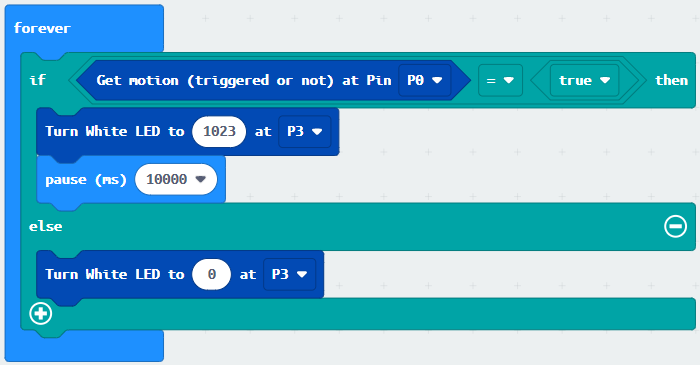 forever
if Get motion (triggered or not) at Pin P0 = true then
Turn White LED to 1023 at P3
pause (ms) 10000
else
Turn White LED to 0 at P3